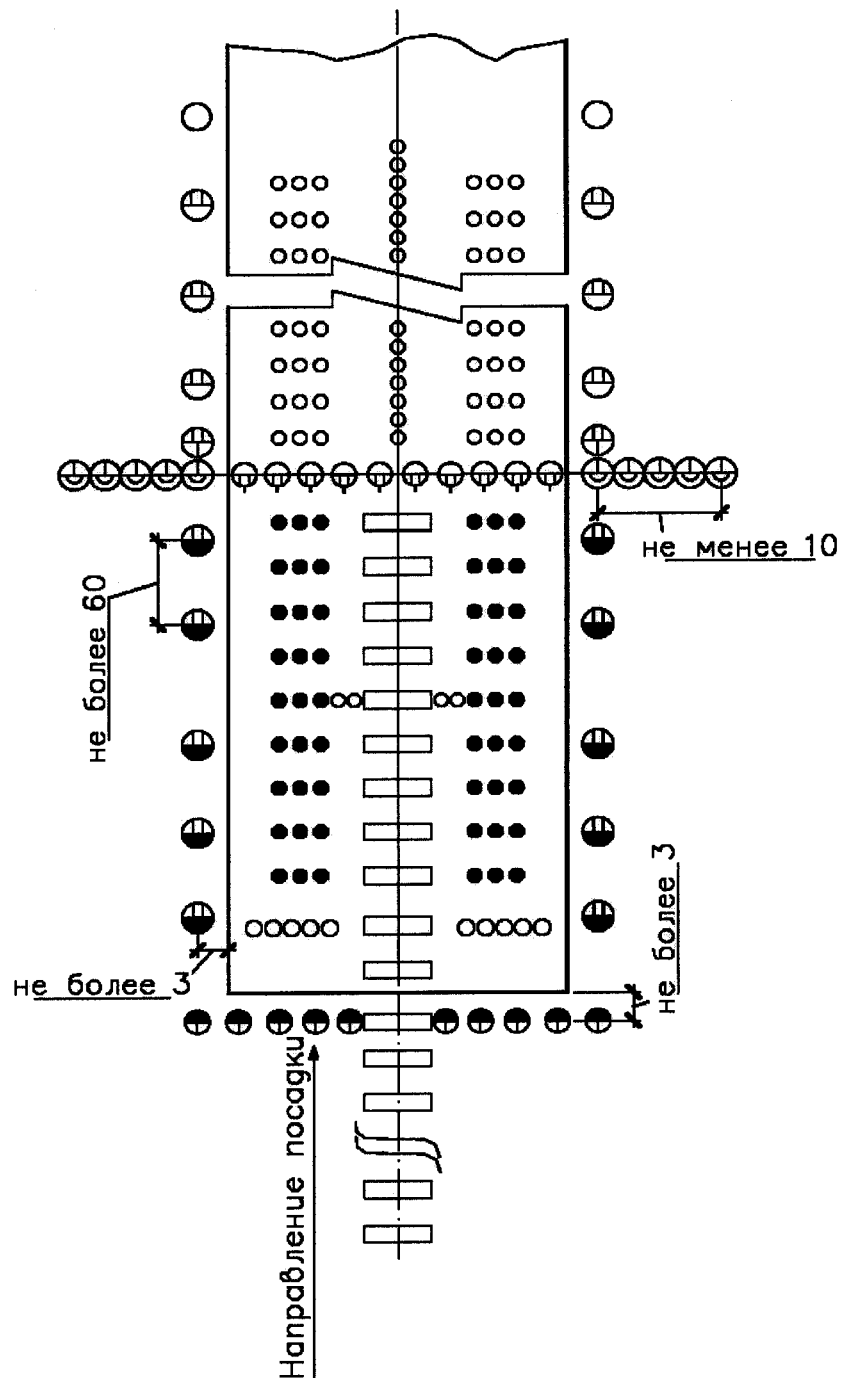 не менее 10
не более 60
не более 3
не более 3
Направление посадки